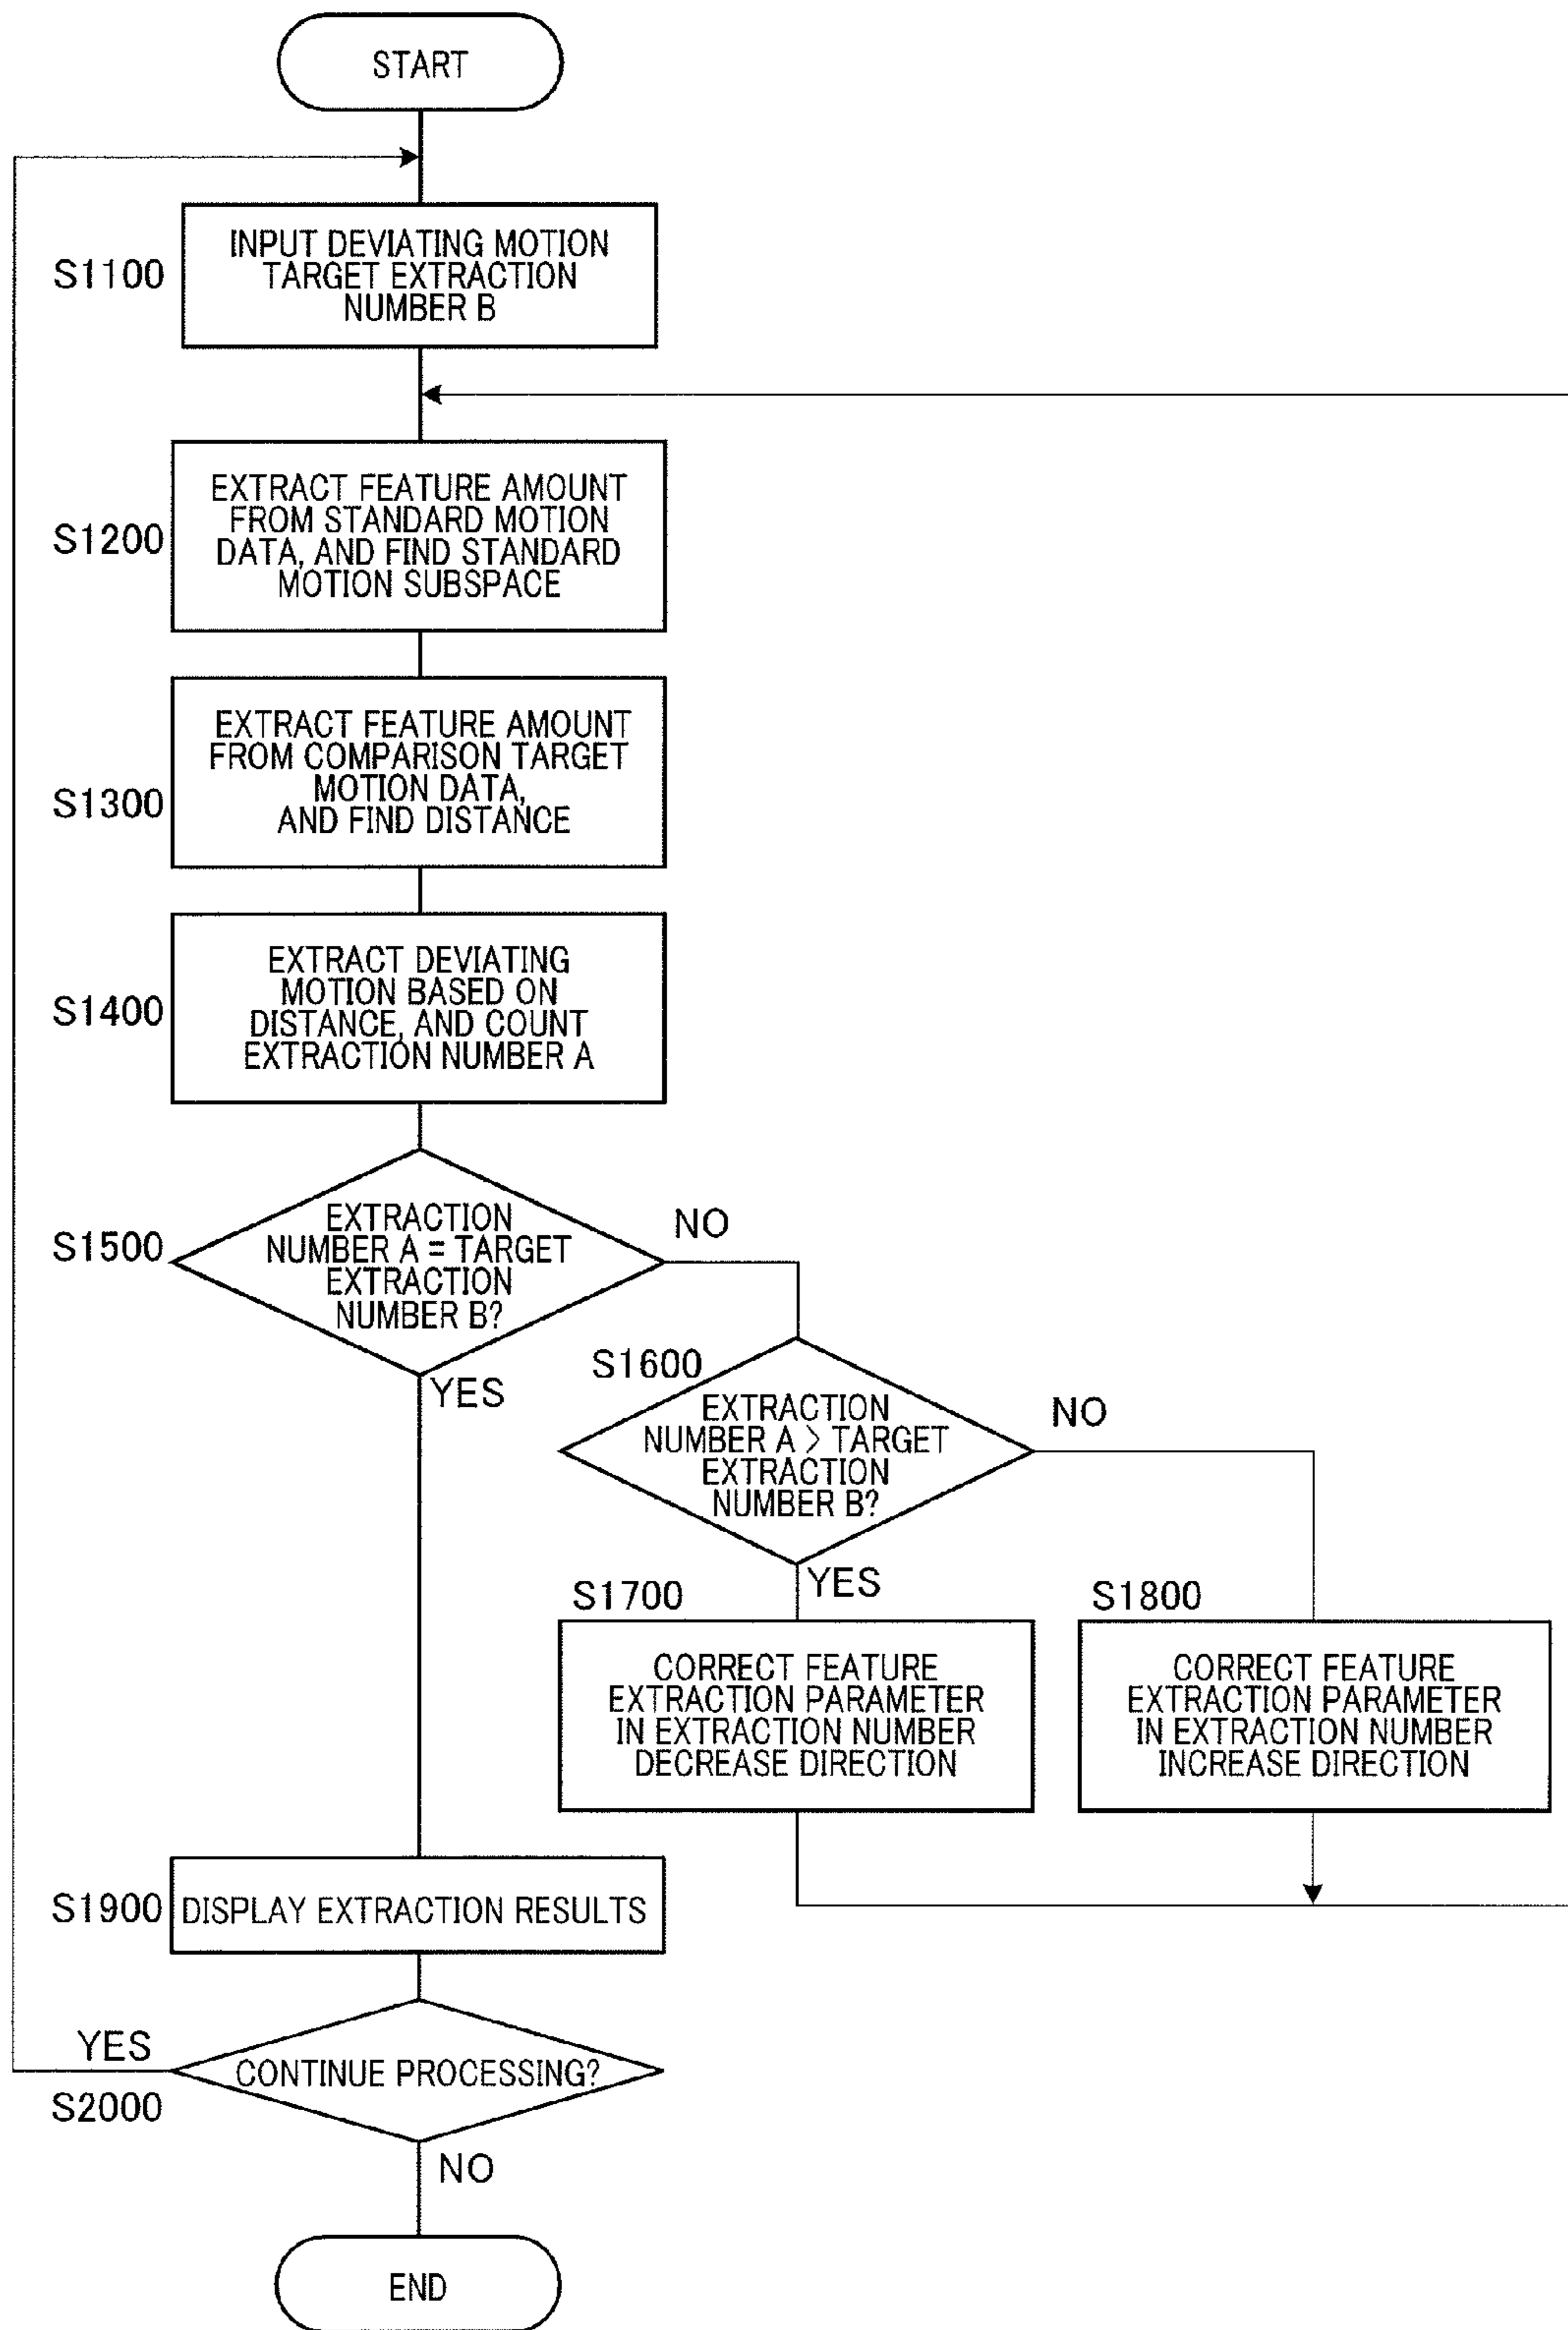 START
S1100
INPUT DEVIATING MOTION
TARGET EXTRACTION
NUMBER B
S1200
EXTRACT FEATURE AMOUNT
FROM STANDARD MOTION
DATA, AND FIND STANDARD
MOTION SUBSPACE
S1300
EXTRACT FEATURE AMOUNT
FROM COMPARISON TARGET
MOTION DATA,
AND FIND DISTANCE
S1400
EXTRACT DEVIATING
MOTION BASED ON
DISTANCE, AND COUNT
EXTRACTION NUMBER A
S1500
EXTRACTION
NUMBER A = TARGET
EXTRACTION
NUMBER B?
NO
YES
S1600
EXTRACTION
NUMBER A > TARGET
EXTRACTION
NUMBER B?
NO
YES
S1700
CORRECT FEATURE
EXTRACTION PARAMETER
IN EXTRACTION NUMBER
DECREASE DIRECTION
S1800
CORRECT FEATURE
EXTRACTION PARAMETER
IN EXTRACTION NUMBER
INCREASE DIRECTION
S1900
DISPLAY EXTRACTION RESULTS
YES
S2000
CONTINUE PROCESSING?
NO
END